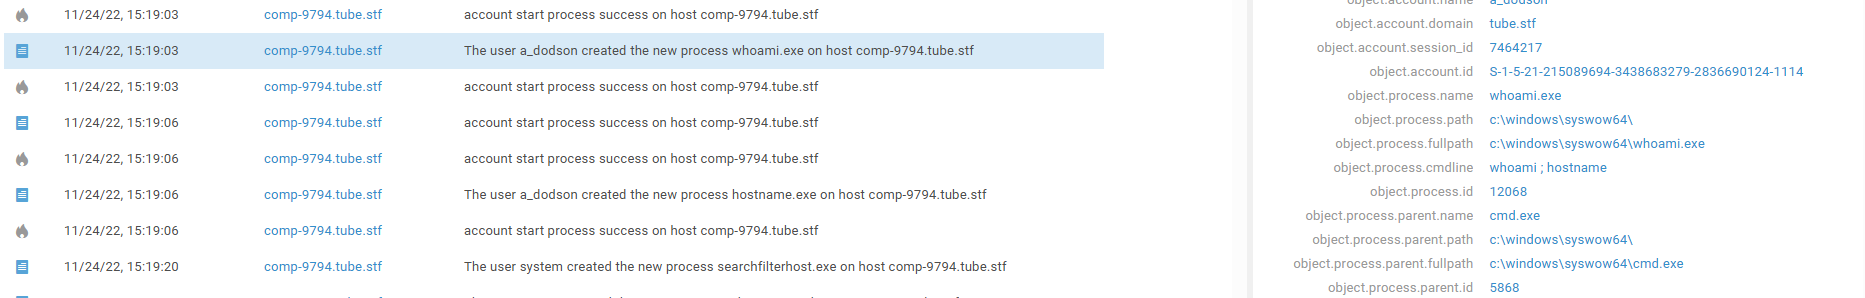 11/24/22, 15:19:03 comp-9794.tube.stf account start process success on host comp-9794.tube.stf
11/24/22, 15:19:03 comp-9794.tube.stf The user a_dodson created the new process whoami.exe on host comp-9794.tube.stf
11/24/22, 15:19:03 comp-9794.tube.stf account start process success on host comp-9794.tube.stf
11/24/22, 15:19:06 comp-9794.tube.stf account start process success on host comp-9794.tube.stf
11/24/22, 15:19:06 comp-9794.tube.stf account start process success on host comp-9794.tube.stf
11/24/22, 15:19:06 comp-9794.tube.stf The user a_dodson created the new process hostname.exe on host comp-9794.tube.stf
11/24/22, 15:19:06 comp-9794.tube.stf account start process success on host comp-9794.tube.stf
11/24/22, 15:19:20 comp-9794.tube.stf The user system created the new process searchfilterhost.exe on host comp-9794.tube.stf
object.account.name a_dodson
object.account.domain tube.stf
object.account.session_id 7464217
object.account.id S-1-5-21-215089694-3438683279-2836690124-1114
object.process.name whoami.exe
object.process.path c:\windows\syswow64\
object.process.fullpath c:\windows\syswow64\whoami.exe
object.process.cmdline whoami ; hostname
object.process.id 12068
object.process.parent.name cmd.exe
object.process.parent.path c:\windows\syswow64\
object.process.parent.fullpath c:\windows\syswow64\cmd.exe
object.process.parent.id 5868